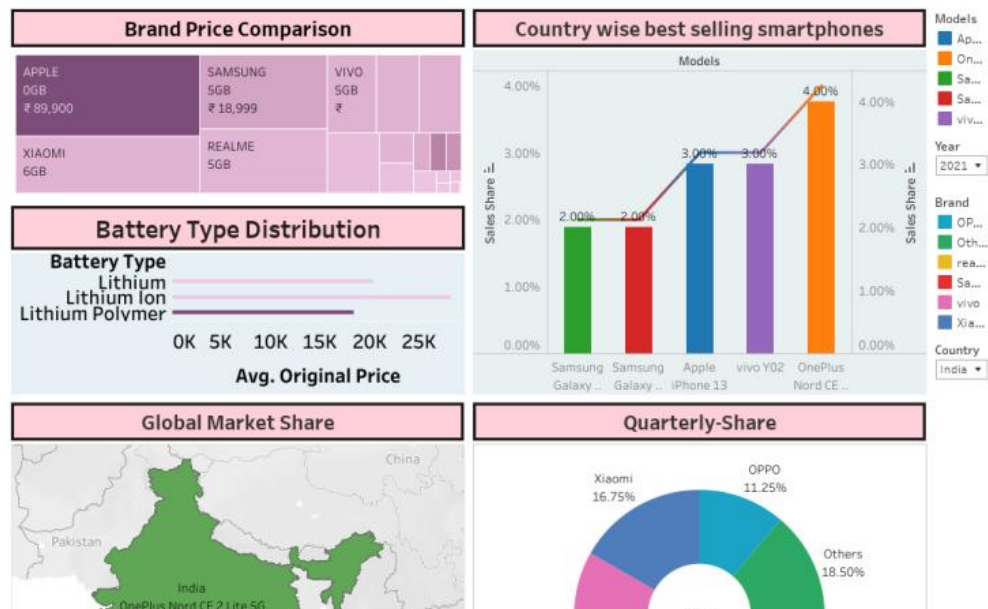 Brand Price Comparison
APPLE
0GB
₹ 89,900
SAMSUNG
5GB
₹ 18,999
VIVO
5GB
₹
XIAOMI
6GB
REALME
5GB
Battery Type Distribution
Battery Type
Lithium
Lithium Ion
Lithium Polymer
0K 5K 10K 15K 20K 25K
Avg. Original Price
Country wise best selling smartphones
Models
4.00%
3.00%
2.00%
1.00%
0.00%
Sales Share
2.00% 2.00% 3.00% 3.00% 4.00%
4.00%
3.00%
2.00%
1.00%
0.00%
Sales Share
Samsung Galaxy ..
Samsung Galaxy ..
Apple iPhone 13
vivo Y02
OnePlus Nord CE ..
Models
Ap...
On...
Sa...
Sa...
viv...
Year
2021
Brand
OP...
Oth...
rea...
Sa...
vivo
Xia...
Country
India
Global Market Share
China
Pakistan
India
OnePlus Nord CE 2 Lite 5G
Quarterly-Share
Xiaomi
16.75%
OPPO
11.25%
Others
18.50%